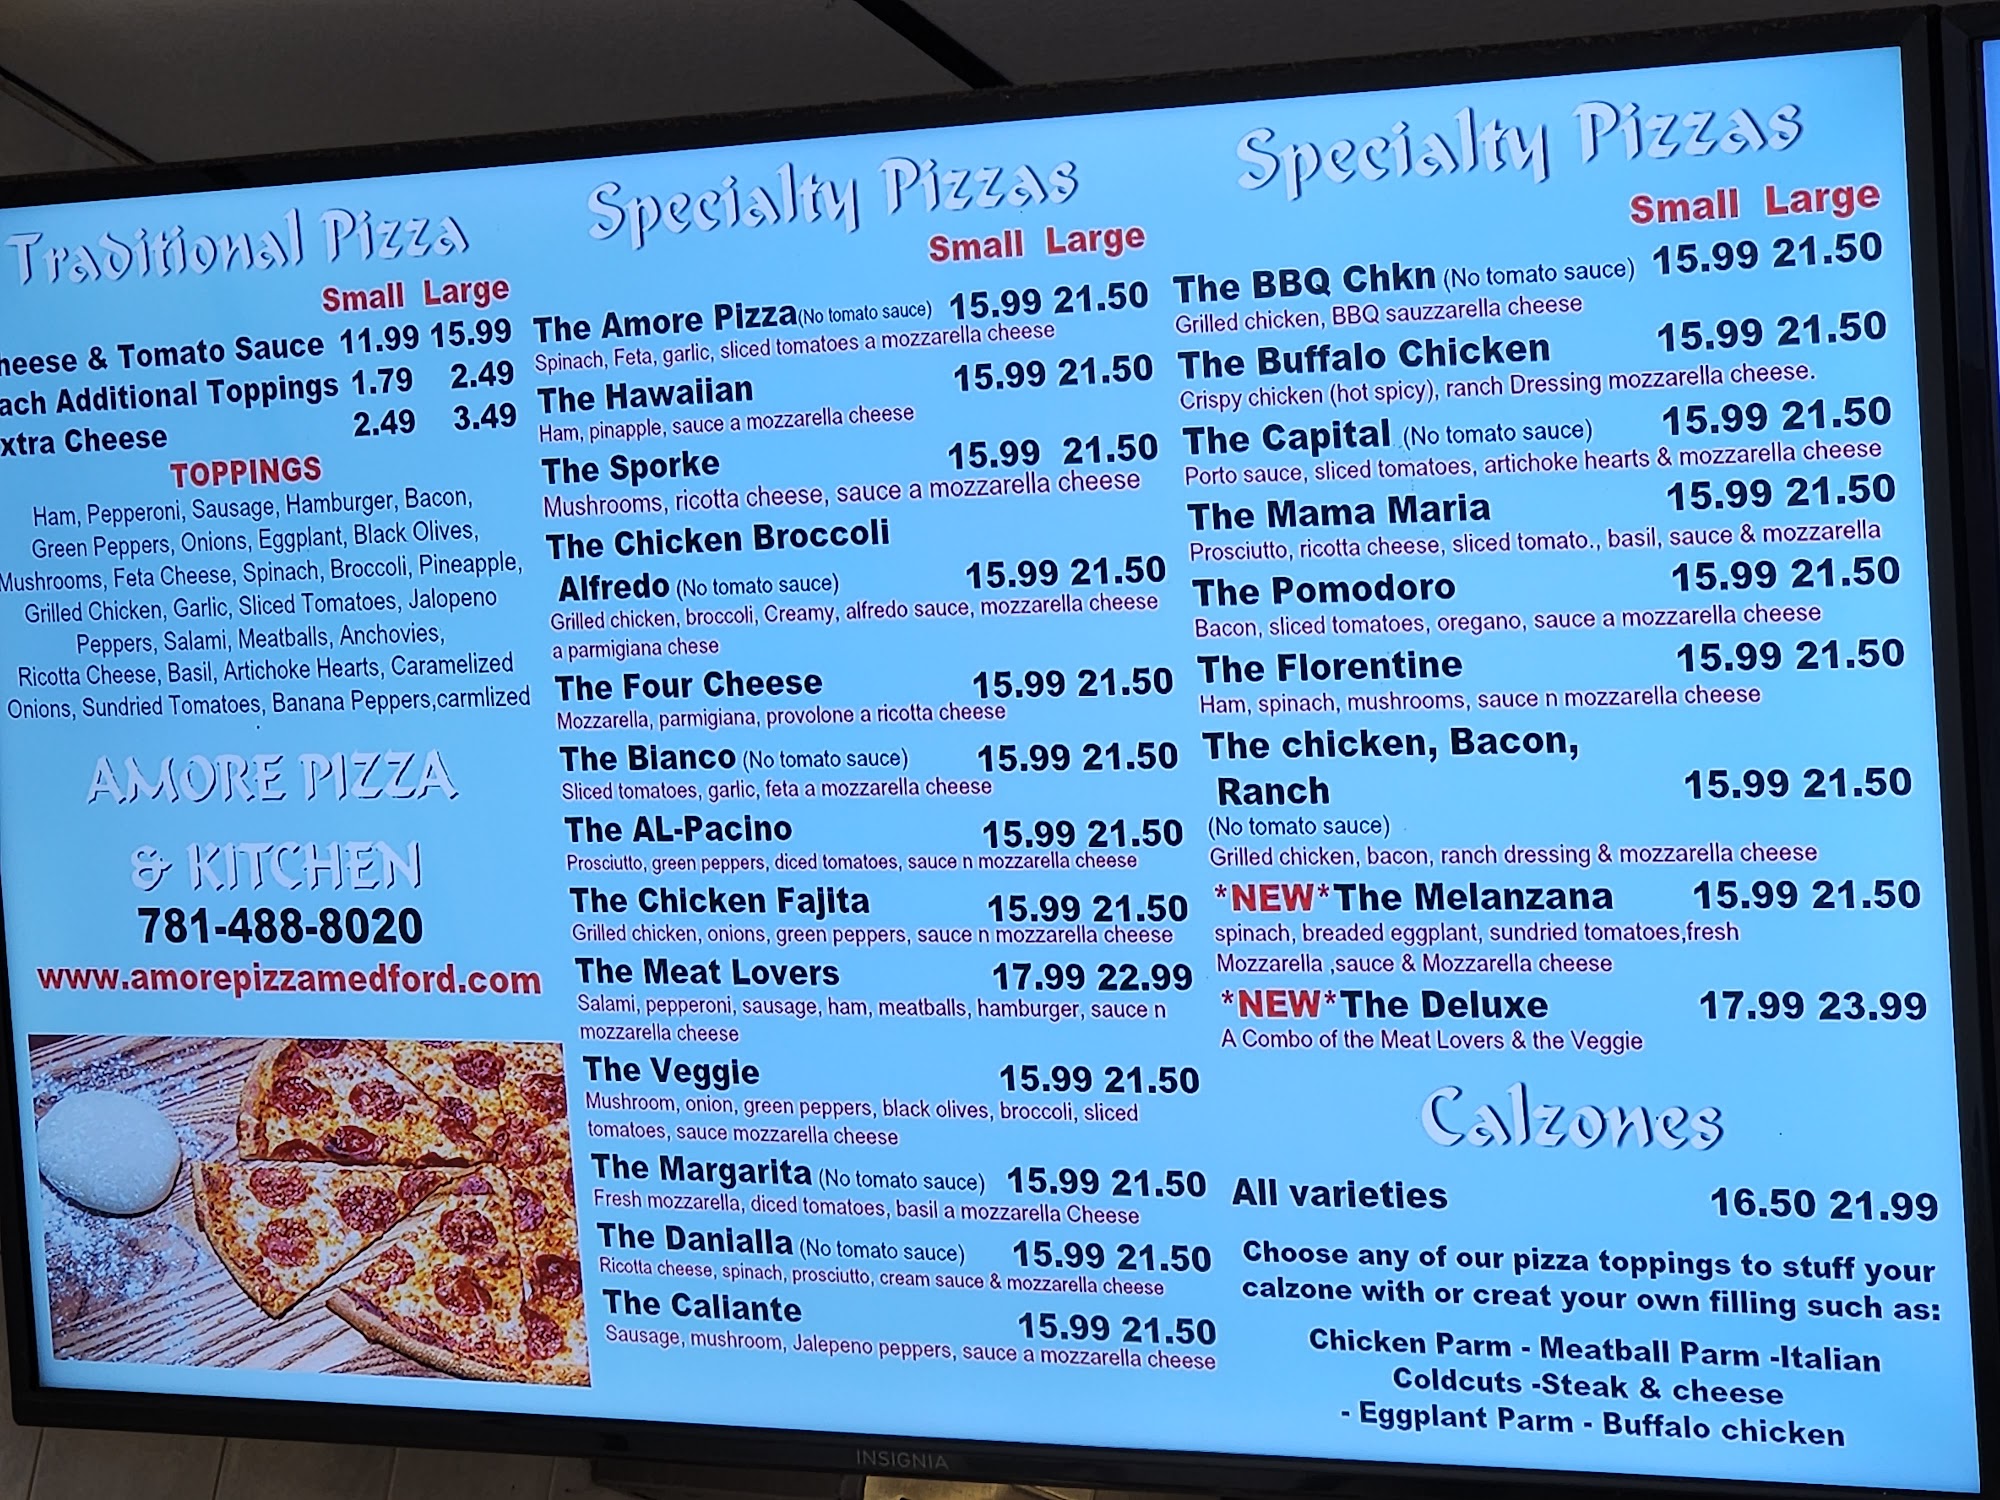 Traditional Pizza
Small Large
heese & Tomato Sauce 11.99 15.99
ach Additional Toppings 1.79 2.49
xtra Cheese 2.49 3.49
TOPPINGS
Ham, Pepperoni, Sausage, Hamburger, Bacon,
Green Peppers, Onions, Eggplant, Black Olives,
Mushrooms, Feta Cheese, Spinach, Broccoli, Pineapple,
Grilled Chicken, Garlic, Sliced Tomatoes, Jalopeno
Peppers, Salami, Meatballs, Anchovies,
Ricotta Cheese, Basil, Artichoke Hearts, Caramelized
Onions, Sundried Tomatoes, Banana Peppers,carmlized
AMORE PIZZA
& KITCHEN
781-488-8020
www.amorepizzamedford.com
Specialty Pizzas
Small Large
The Amore Pizza(No tomato sauce) 15.99 21.50
Spinach, Feta, garlic, sliced tomatoes a mozzarella cheese
The Hawaiian 15.99 21.50
Ham, pinapple, sauce a mozzarella cheese
The Sporke 15.99 21.50
Mushrooms, ricotta cheese, sauce a mozzarella cheese
The Chicken Broccoli
Alfredo (No tomato sauce) 15.99 21.50
Grilled chicken, broccoli, Creamy, alfredo sauce, mozzarella cheese
a parmigiana chese
The Four Cheese 15.99 21.50
Mozzarella, parmigiana, provolone a ricotta cheese
The Bianco (No tomato sauce) 15.99 21.50
Sliced tomatoes, garlic, feta a mozzarella cheese
The AL-Pacino 15.99 21.50
Prosciutto, green peppers, diced tomatoes, sauce n mozzarella cheese
The Chicken Fajita 15.99 21.50
Grilled chicken, onions, green peppers, sauce n mozzarella cheese
The Meat Lovers 17.99 22.99
Salami, pepperoni, sausage, ham, meatballs, hamburger, sauce n
mozzarella cheese
The Veggie 15.99 21.50
Mushroom, onion, green peppers, black olives, broccoli, sliced
tomatoes, sauce mozzarella cheese
The Margarita (No tomato sauce) 15.99 21.50
Fresh mozzarella, diced tomatoes, basil a mozzarella Cheese
The Danialla (No tomato sauce) 15.99 21.50
Ricotta cheese, spinach, prosciutto, cream sauce & mozzarella cheese
The Caliante 15.99 21.50
Sausage, mushroom, Jalepeno peppers, sauce a mozzarella cheese
Specialty Pizzas
Small Large
The BBQ Chkn (No tomato sauce) 15.99 21.50
Grilled chicken, BBQ sauzzarella cheese
The Buffalo Chicken 15.99 21.50
Crispy chicken (hot spicy), ranch Dressing mozzarella cheese.
The Capital (No tomato sauce) 15.99 21.50
Porto sauce, sliced tomatoes, artichoke hearts & mozzarella cheese
The Mama Maria 15.99 21.50
Prosciutto, ricotta cheese, sliced tomato., basil, sauce & mozzarella
The Pomodoro 15.99 21.50
Bacon, sliced tomatoes, oregano, sauce a mozzarella cheese
The Florentine 15.99 21.50
Ham, spinach, mushrooms, sauce n mozzarella cheese
The chicken, Bacon,
Ranch 15.99 21.50
(No tomato sauce)
Grilled chicken, bacon, ranch dressing & mozzarella cheese
*NEW*The Melanzana 15.99 21.50
spinach, breaded eggplant, sundried tomatoes,fresh
Mozzarella ,sauce & Mozzarella cheese
*NEW*The Deluxe 17.99 23.99
A Combo of the Meat Lovers & the Veggie
Calzones
All varieties 16.50 21.99
Choose any of our pizza toppings to stuff your
calzone with or creat your own filling such as:
Chicken Parm - Meatball Parm -Italian
Coldcuts -Steak & cheese
- Eggplant Parm - Buffalo chicken
INSIGNIA